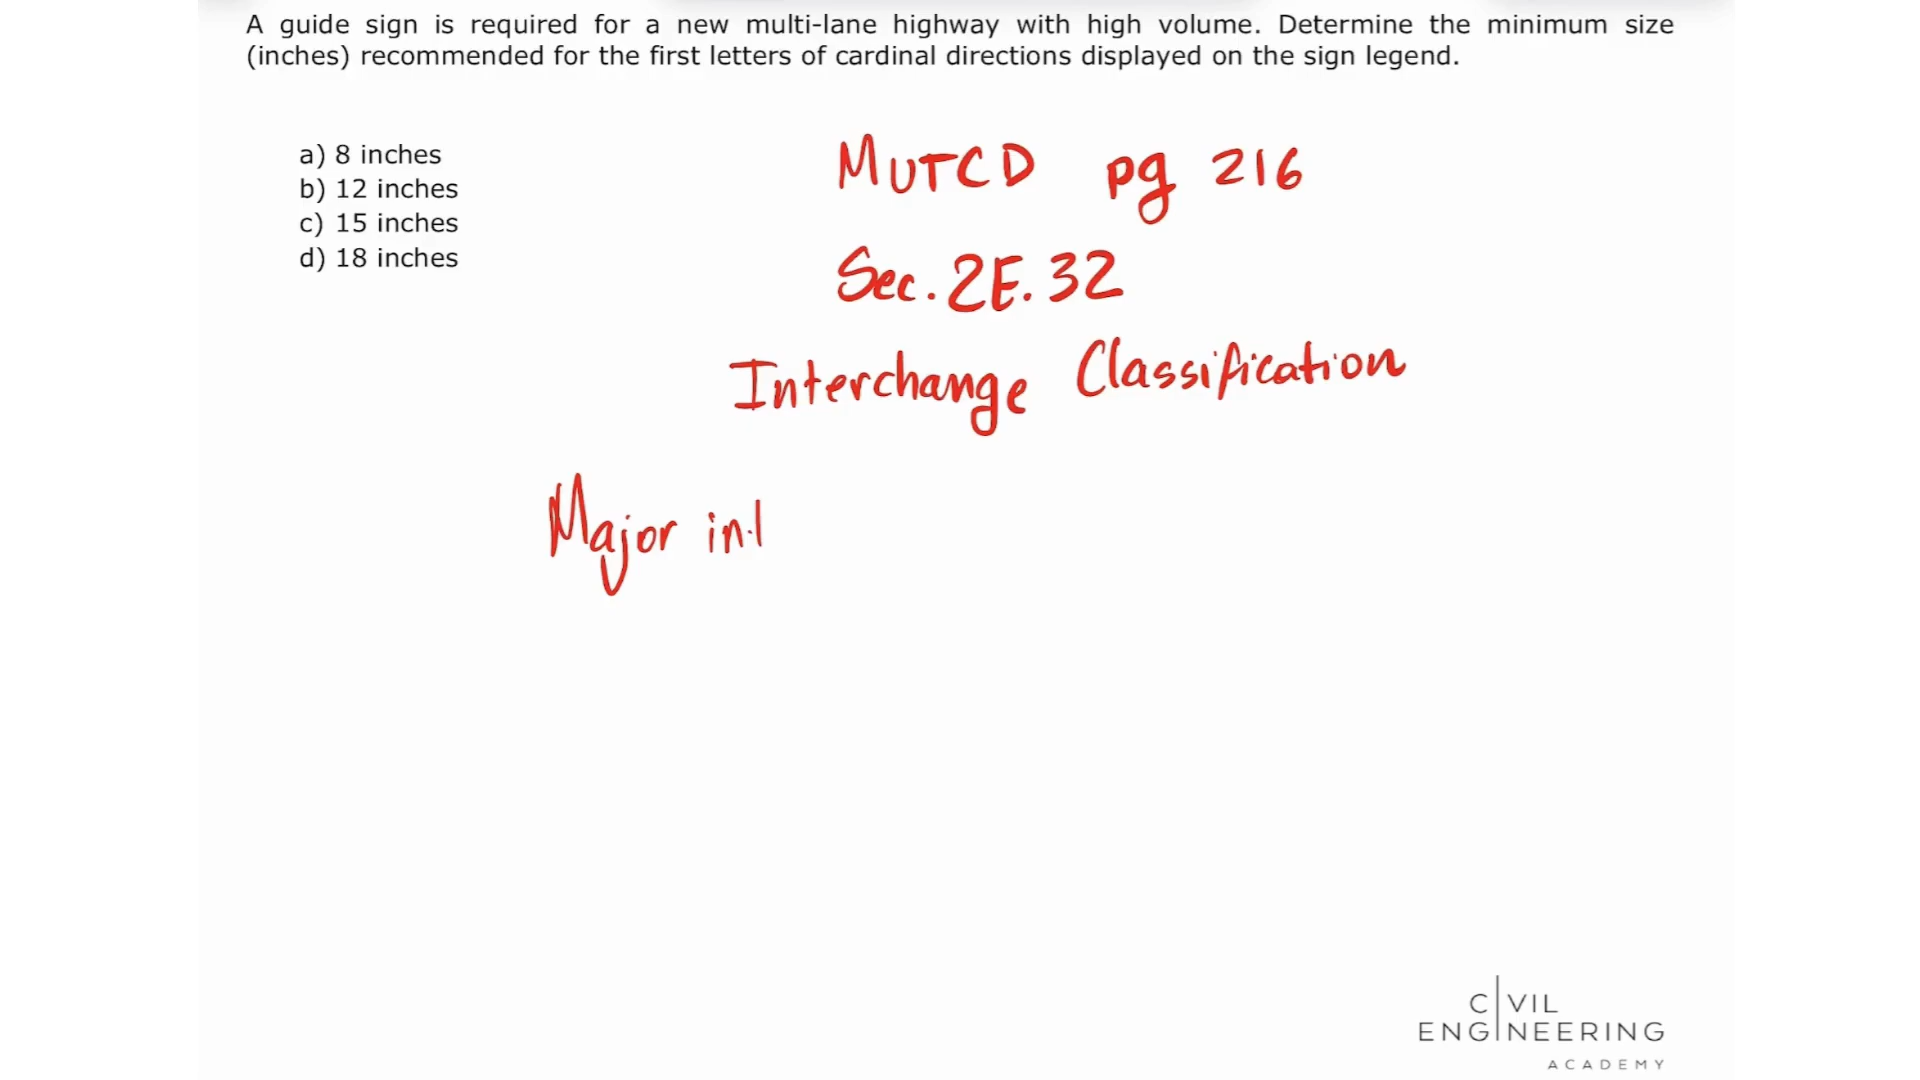 A guide sign is required for a new multi-lane highway with high volume. Determine the minimum size
(inches) recommended for the first letters of cardinal directions displayed on the sign legend.
a) 8 inches
b) 12 inches
c) 15 inches
d) 18 inches
MUTCD pg 216
Sec. 2E.32
Interchange Classification
Major
CIVIL
ENGINEERING
ACADEMY